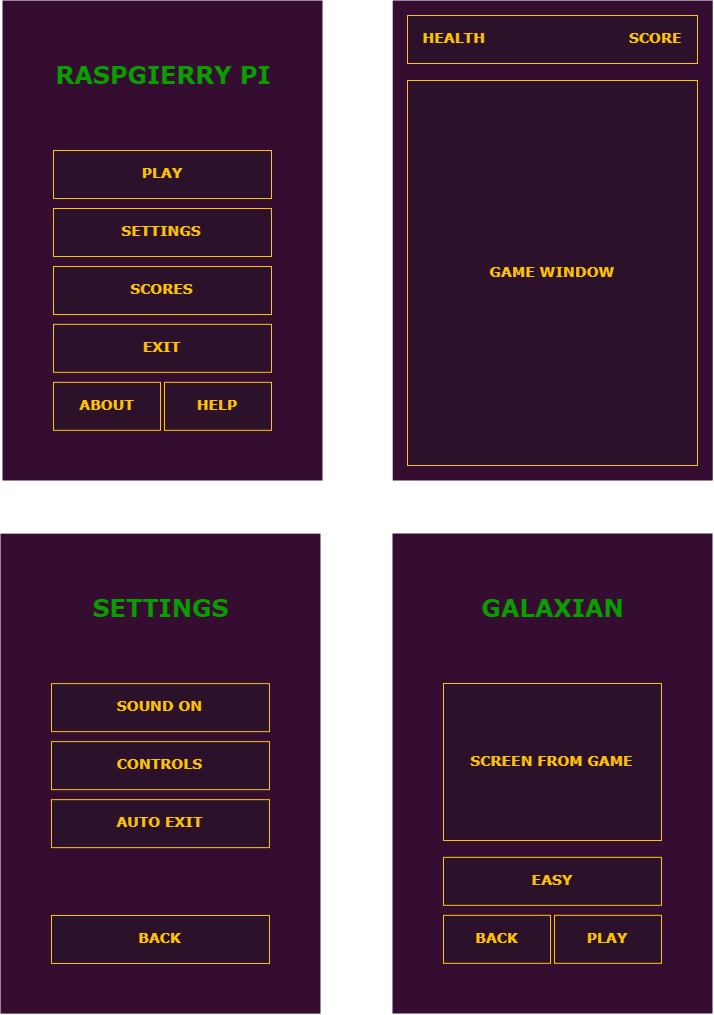 RASPGIERRY PI
PLAY
SETTINGS
SCORES
EXIT
ABOUT HELP
HEALTH SCORE
GAME WINDOW
SETTINGS
SOUND ON
CONTROLS
AUTO EXIT
BACK
GALAXIAN
SCREEN FROM GAME
EASY
BACK PLAY